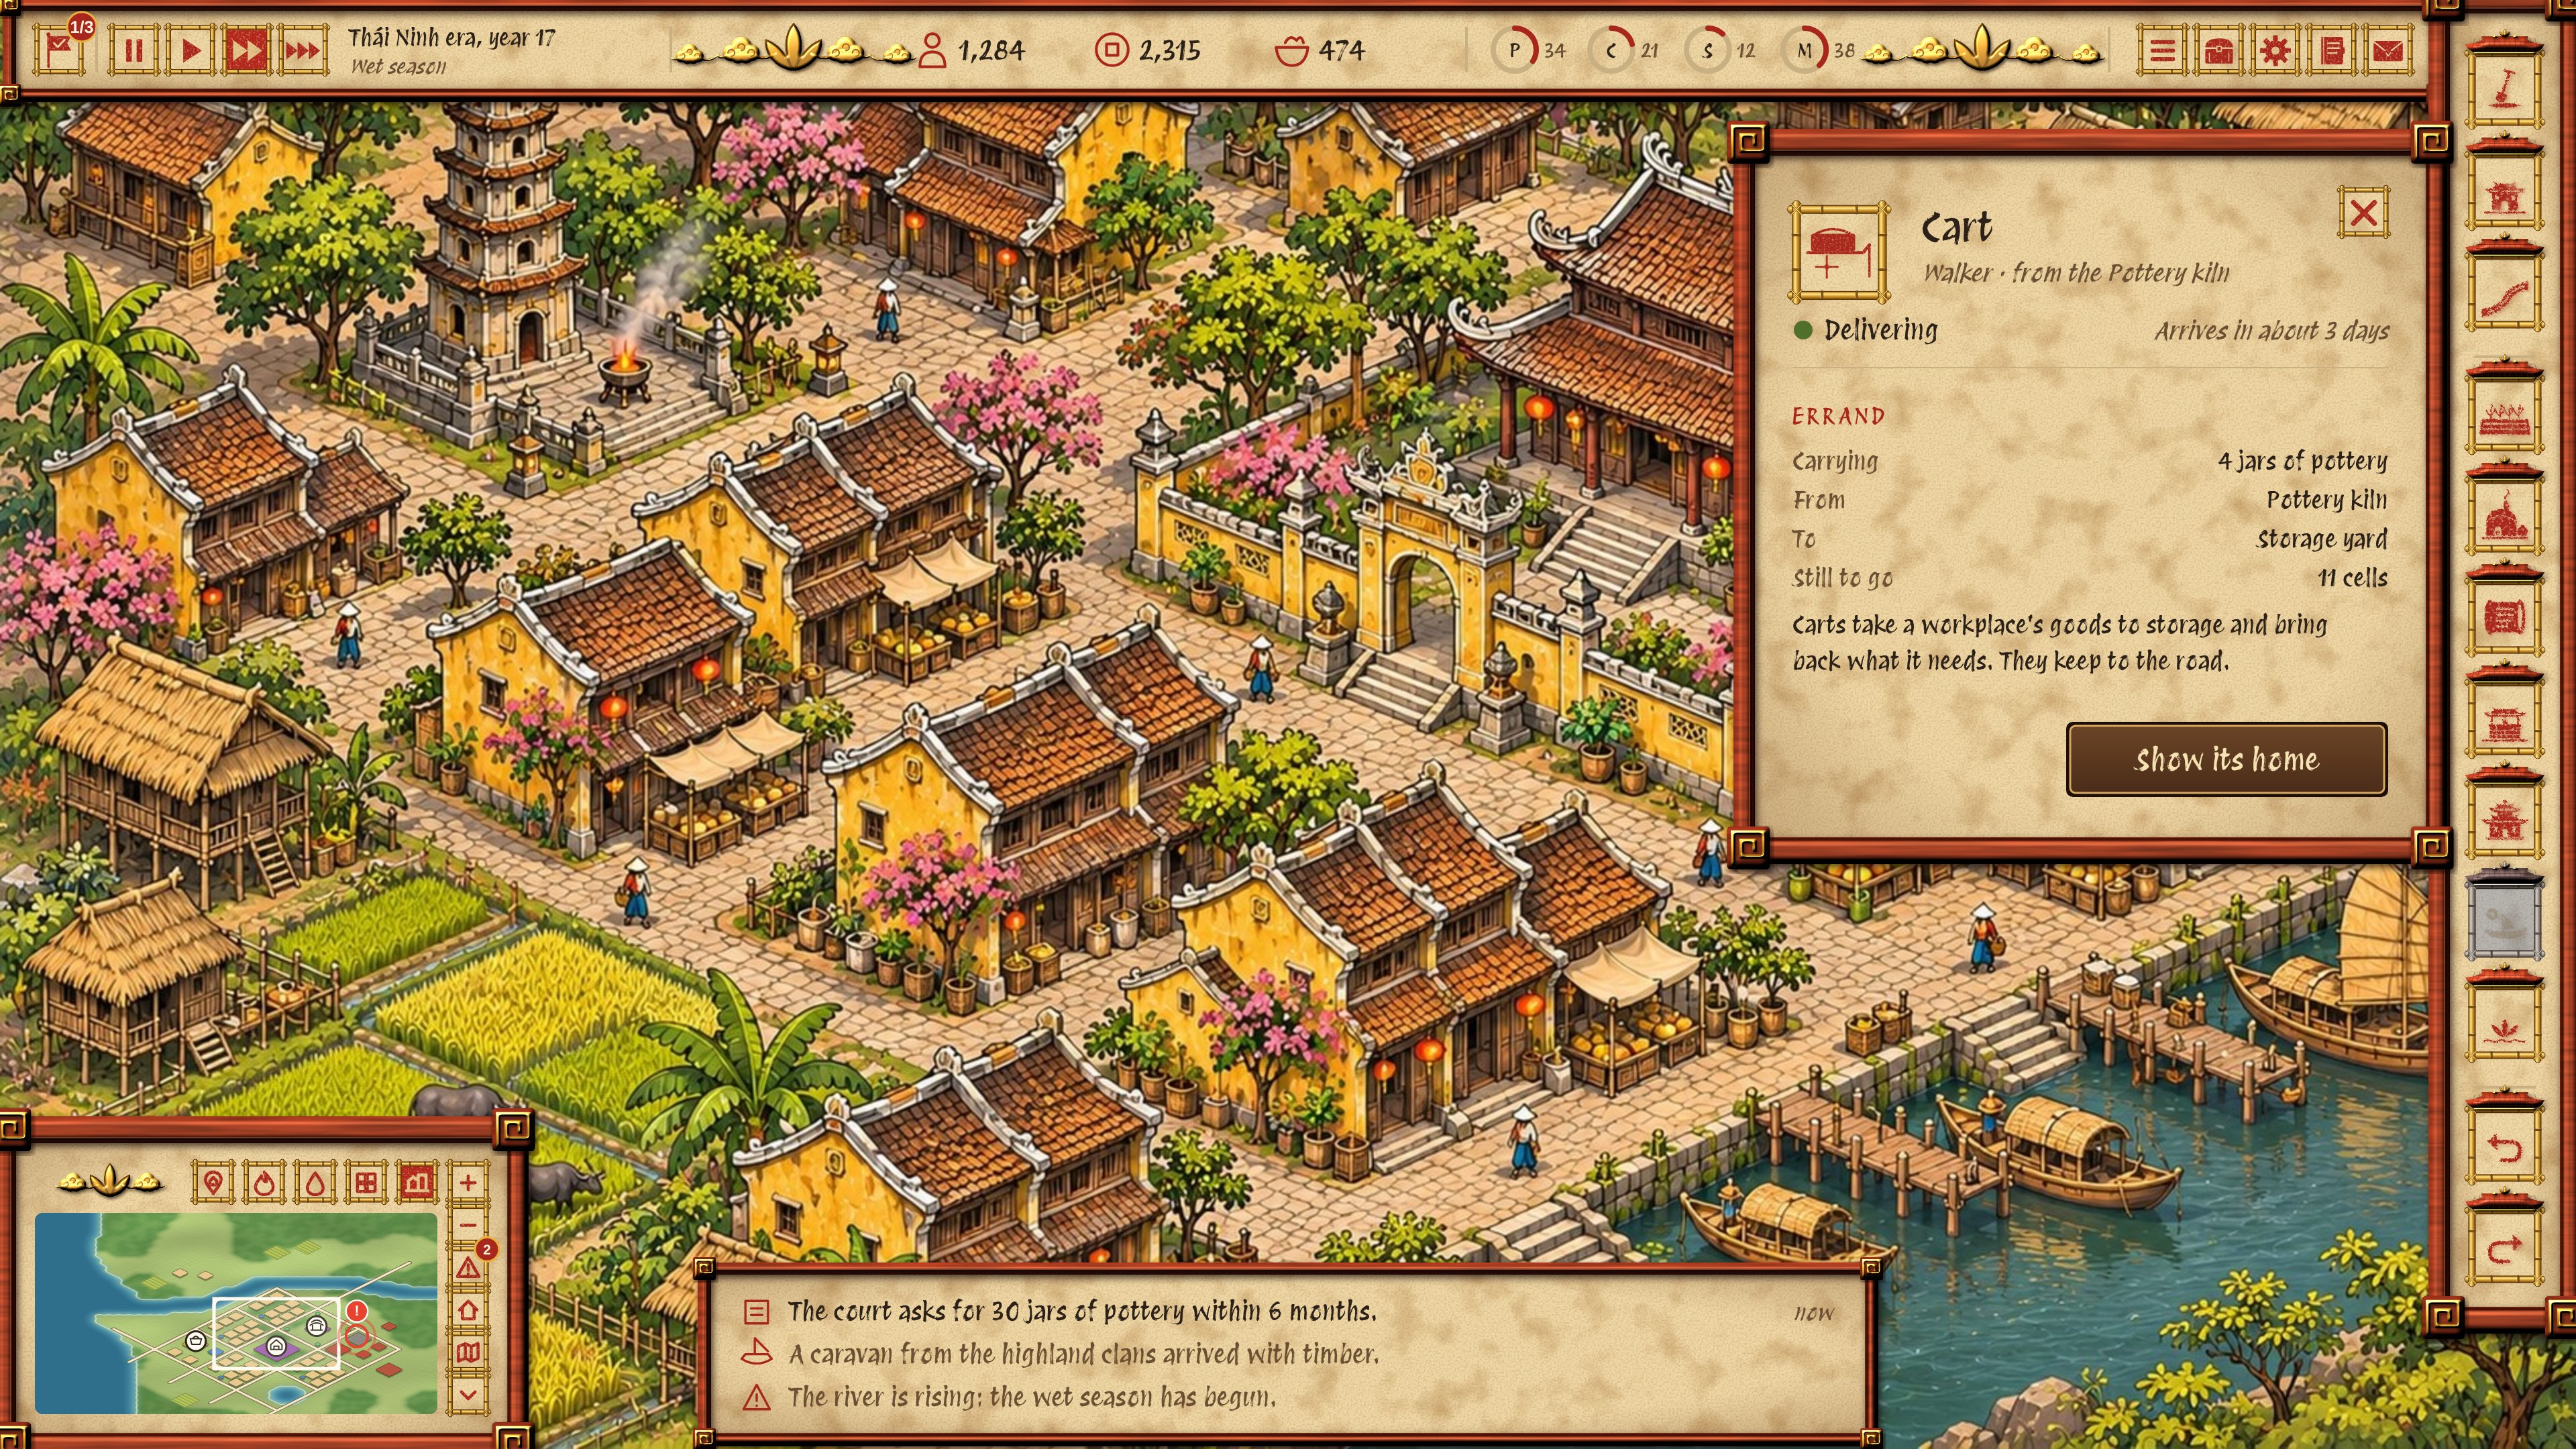 1/3
Thái Ninh era, year 17
Wet season
1,284
2,315
474
P 34
C 21
S 12
M 38
Cart
Walker · from the Pottery kiln
Delivering
Arrives in about 3 days
ERRAND
Carrying 4 jars of pottery
From Pottery kiln
To Storage yard
Still to go 11 cells
Carts take a workplace's goods to storage and bring
back what it needs. They keep to the road.
Show its home
2
The court asks for 30 jars of pottery within 6 months. now
A caravan from the highland clans arrived with timber.
The river is rising: the wet season has begun.